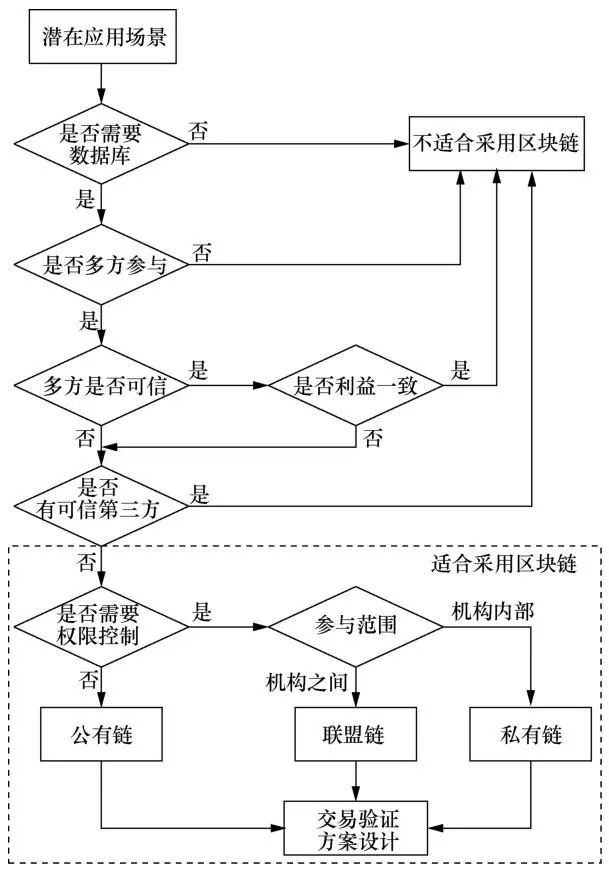 潜在应用场景
是否需要
数据库
否
不适合采用区块链
是
是否多方参与
否
是
多方是否可信
是
是否利益一致
是
否
否
是否
有可信第三方
是
否
适合采用区块链
是否需要
权限控制
是
参与范围
机构内部
否
机构之间
公有链
联盟链
私有链
交易验证
方案设计